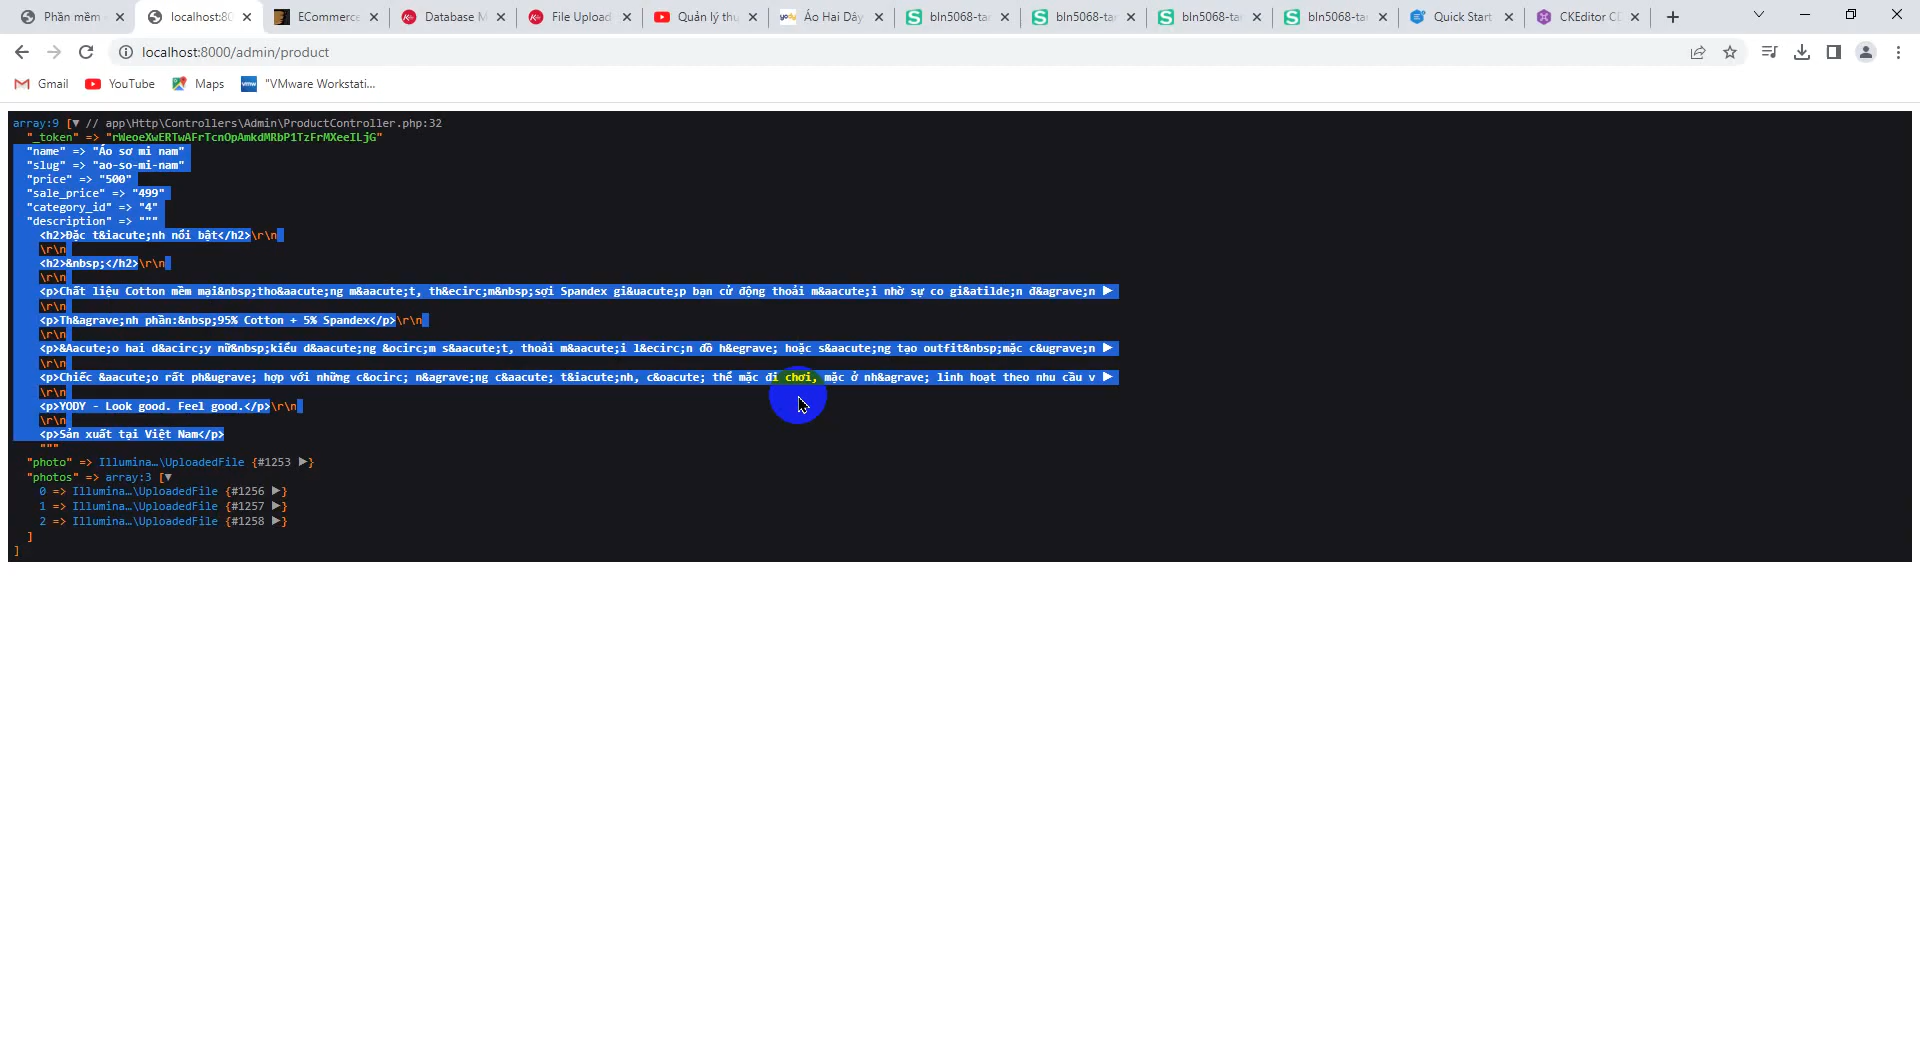 Phần mềm
localhost:80
ECommerce
Database M
File Upload
Quản lý thu
Áo Hai Dây
bln5068-tar
bln5068-tar
bln5068-tar
bln5068-tar
Quick Start
CKEditor CD
localhost:8000/admin/product
Gmail
YouTube
Maps
"VMware Workstati...
array:9 [▼ // app\Http\Controllers\Admin\ProductController.php:32
"_token" => "rWeoeXwERTwAFrTcnOpAmkdMRbP1TzFrMXeeILjG"
"name" => "Áo sơ mi nam"
"slug" => "ao-so-mi-nam"
"price" => "500"
"sale_price" => "499"
"category_id" => "4"
"description" => """
<h2>Đặc t&iacute;nh nổi bật</h2>\r\n
\r\n
<h2>&nbsp;</h2>\r\n
\r\n
<p>Chất liệu Cotton mềm mại&nbsp;tho&aacute;ng m&aacute;t, th&ecirc;m&nbsp;sợi Spandex gi&uacute;p bạn cử động thoải m&aacute;i nhờ sự co gi&atilde;n đ&agrave;n ▶
\r\n
<p>Th&agrave;nh phần:&nbsp;95% Cotton + 5% Spandex</p>\r\n
\r\n
<p>&Aacute;o hai d&acirc;y nữ&nbsp;kiểu d&aacute;ng &ocirc;m s&aacute;t, thoải m&aacute;i l&ecirc;n đồ h&egrave; hoặc s&aacute;ng tạo outfit&nbsp;mặc c&ugrave;n ▶
\r\n
<p>Chiếc &aacute;o rất ph&ugrave; hợp với những c&ocirc; n&agrave;ng c&aacute; t&iacute;nh, c&oacute; thể mặc đi chơi, mặc ở nh&agrave; linh hoạt theo nhu cầu v ▶
\r\n
<p>YODY - Look good. Feel good.</p>\r\n
\r\n
<p>Sản xuất tại Việt Nam</p>
"""
"photo" => Illumina…\UploadedFile {#1253 ▶}
"photos" => array:3 [▼
0 => Illumina…\UploadedFile {#1256 ▶}
1 => Illumina…\UploadedFile {#1257 ▶}
2 => Illumina…\UploadedFile {#1258 ▶}
]
]